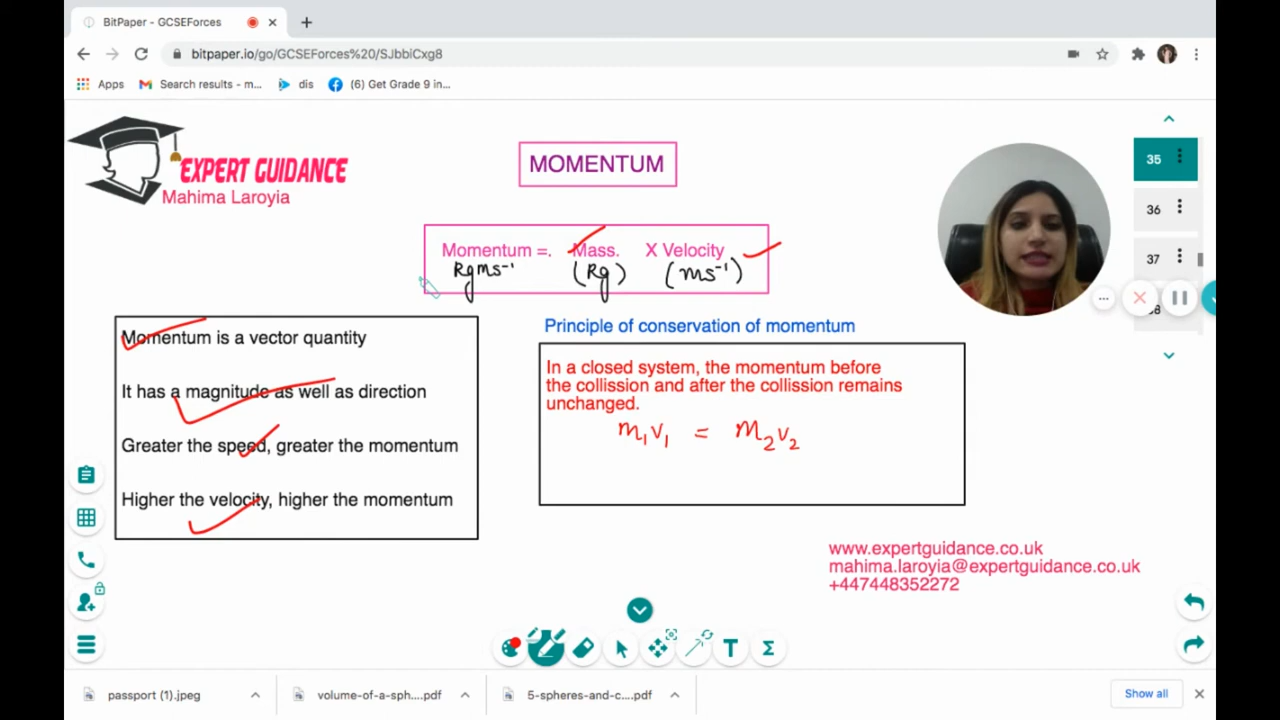 BitPaper - GCSEForces
bitpaper.io/go/GCSEForces%20/SJbbiCxg8
Apps
Search results - m...
dis
(6) Get Grade 9 in...
EXPERT GUIDANCE
Mahima Laroyia
MOMENTUM
Momentum =. Mass. X Velocity
Kgms⁻¹ (Kg) (ms⁻¹)
Momentum is a vector quantity
It has a magnitude as well as direction
Greater the speed, greater the momentum
Higher the velocity, higher the momentum
Principle of conservation of momentum
In a closed system, the momentum before
the collission and after the collission remains
unchanged.
m₁v₁ = m₂v₂
www.expertguidance.co.uk
mahima.laroyia@expertguidance.co.uk
+447448352272
35
36
37
T
Σ
passport (1).jpeg
volume-of-a-sph....pdf
5-spheres-and-c....pdf
Show all